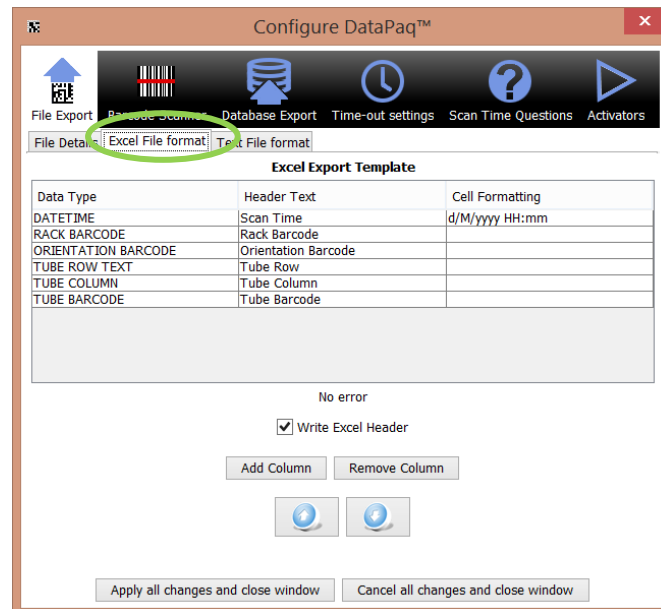 Configure DataPaq™
File Export Barcode Scanner Database Export Time-out settings Scan Time Questions Activators
File Details Excel File format Text File format
Excel Export Template
Data Type Header Text Cell Formatting
DATETIME Scan Time d/M/yyyy HH:mm
RACK BARCODE Rack Barcode
ORIENTATION BARCODE Orientation Barcode
TUBE ROW TEXT Tube Row
TUBE COLUMN Tube Column
TUBE BARCODE Tube Barcode
No error
Write Excel Header
Add Column Remove Column
Apply all changes and close window Cancel all changes and close window